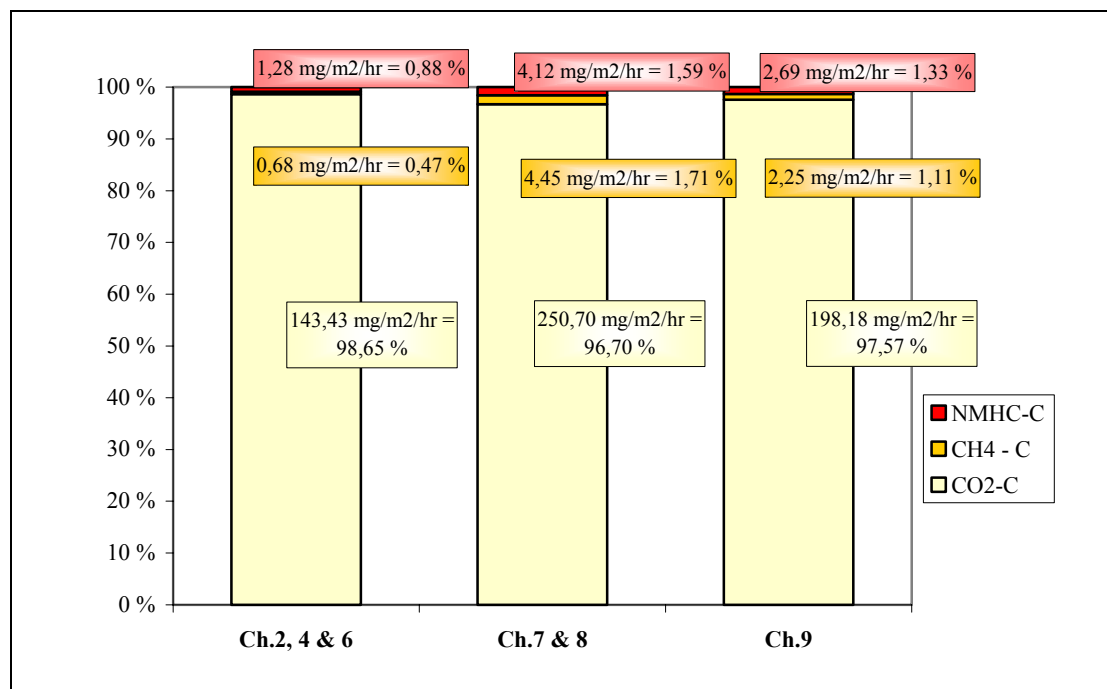 1,28 mg/m2/hr = 0,88 %
4,12 mg/m2/hr = 1,59 %
2,69 mg/m2/hr = 1,33 %
100 %
90 %
80 %
70 %
60 %
50 %
40 %
30 %
20 %
10 %
0 %
0,68 mg/m2/hr = 0,47 %
4,45 mg/m2/hr = 1,71 %
2,25 mg/m2/hr = 1,11 %
143,43 mg/m2/hr =
98,65 %
250,70 mg/m2/hr =
96,70 %
198,18 mg/m2/hr =
97,57 %
NMHC-C
CH4 - C
CO2-C
Ch.2, 4 & 6
Ch.7 & 8
Ch.9